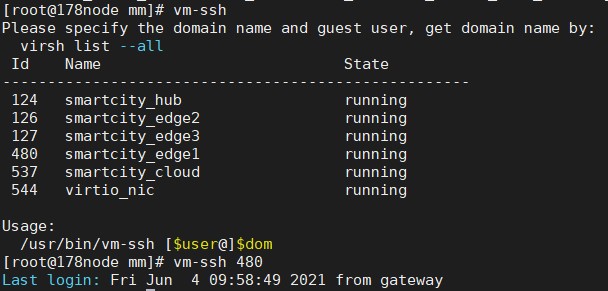 [root@178node mm]# vm-ssh
Please specify the domain name and guest user, get domain name by:
  virsh list --all
 Id    Name                           State
----------------------------------------------------
 124   smartcity_hub                  running
 126   smartcity_edge2                running
 127   smartcity_edge3                running
 480   smartcity_edge1                running
 537   smartcity_cloud                running
 544   virtio_nic                     running
Usage:
  /usr/bin/vm-ssh [$user@]$dom
[root@178node mm]# vm-ssh 480
Last login: Fri Jun  4 09:58:49 2021 from gateway